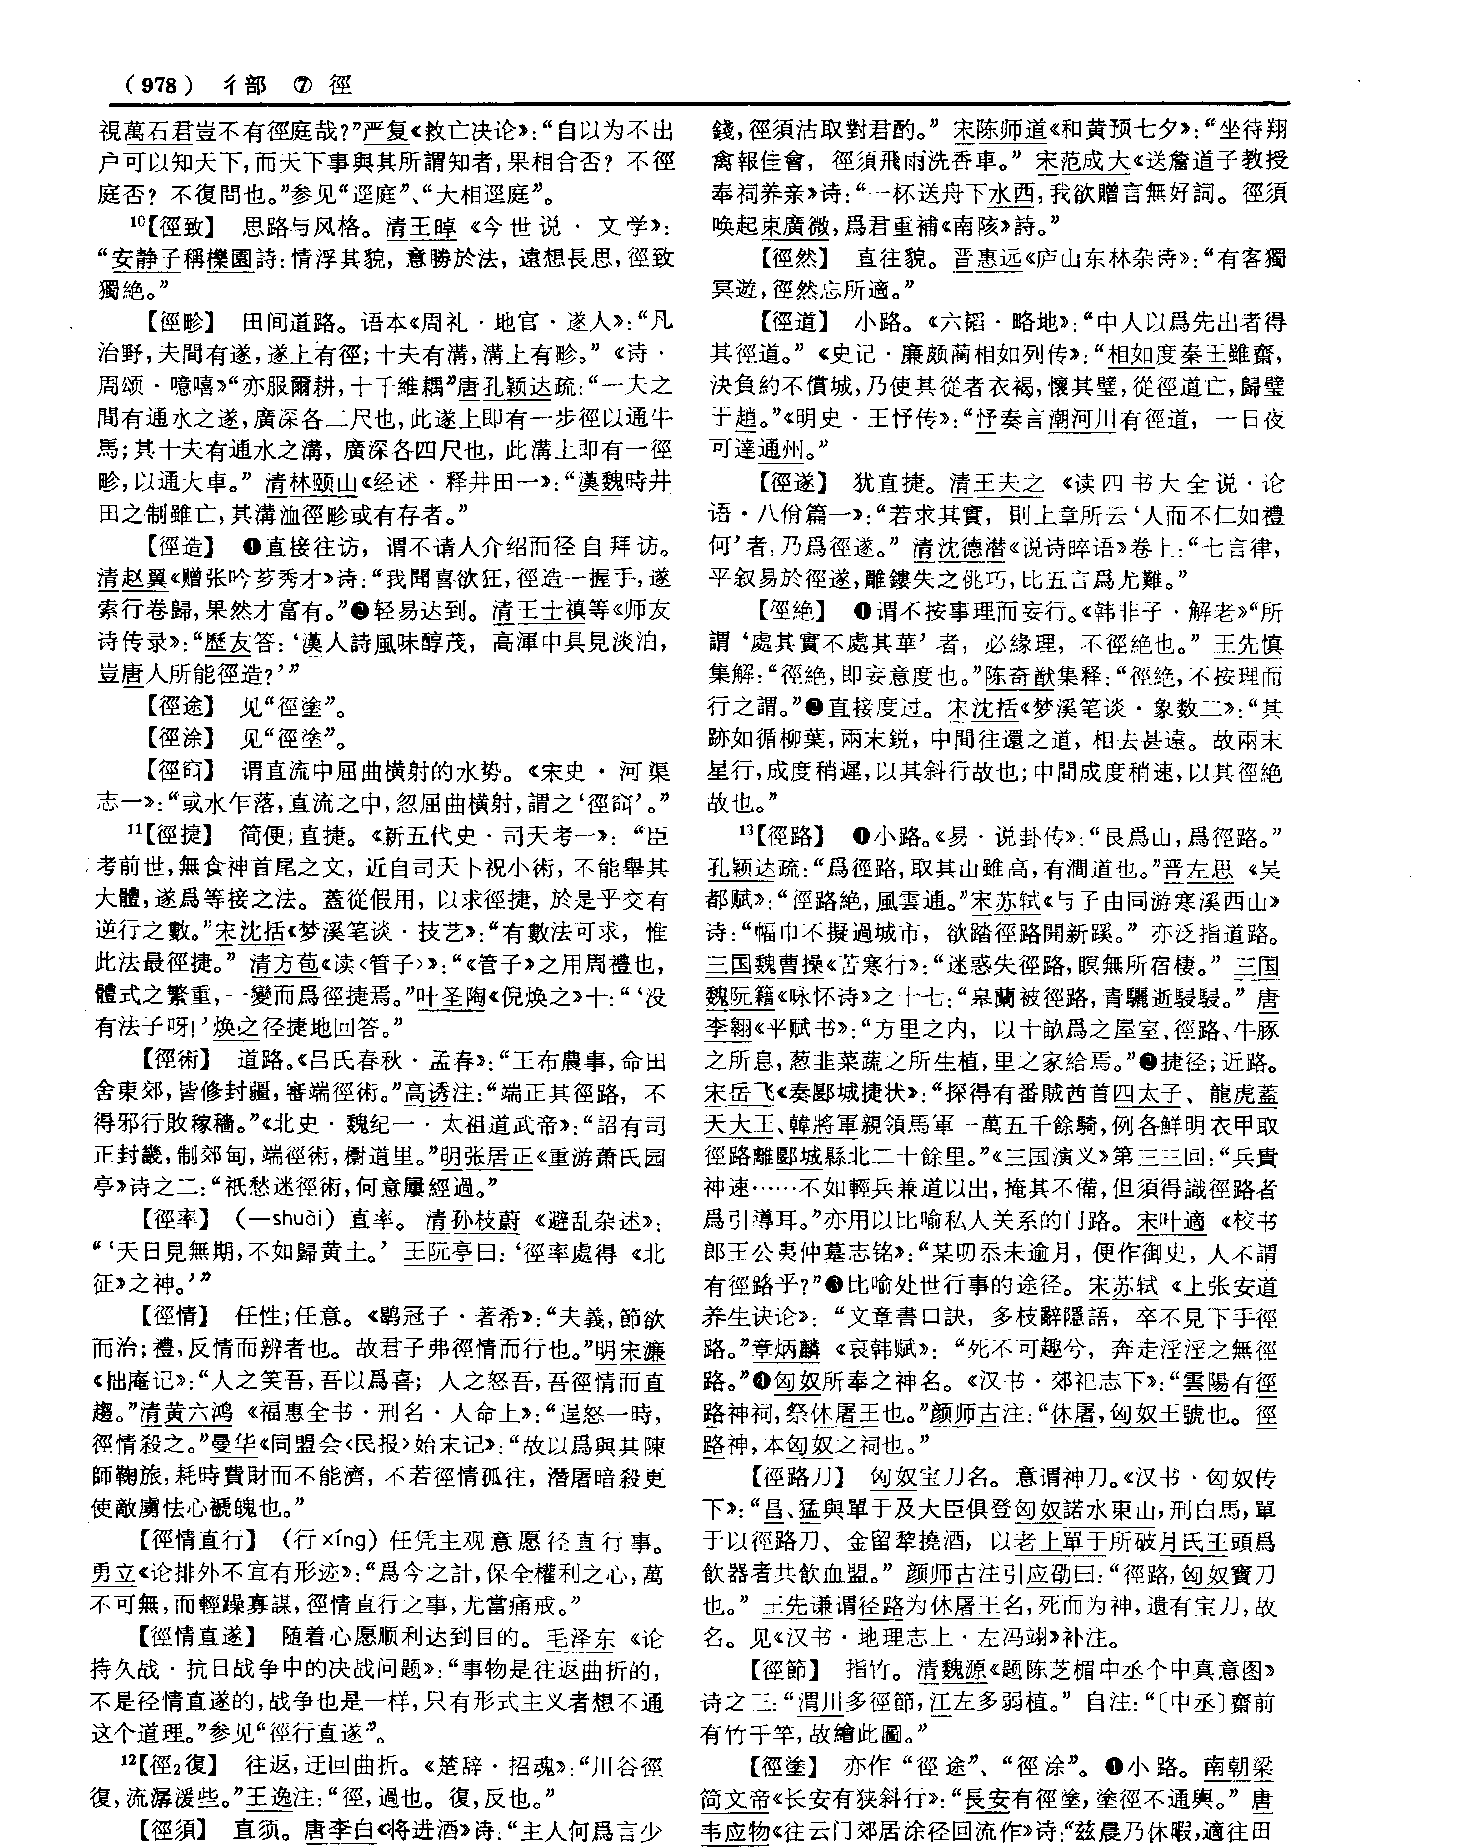 （978） 彳部 ⑦ 徑
視萬石君豈不有徑庭哉？”严复《救亡决论》：“自以为不出
户可以知天下，而天下事與其所謂知者，果相合否？不徑
庭否？不復問也。”参见“逕庭”、“大相逕庭”。
10【徑致】 思路与风格。清王晫《今世说·文学》：
“安静子稱櫟園詩：情浮其貌，意勝於法，遠想長思，徑致
獨絶。”
【徑畛】 田间道路。语本《周礼·地官·遂人》：“凡
治野，夫間有遂，遂上有徑；十夫有溝，溝上有畛。”《诗·
周颂·噫嘻》“亦服爾耕，十千維耦”唐孔颖达疏：“一夫之
間有通水之遂，廣深各二尺也，此遂上即有一步徑以通牛
馬；其十夫有通水之溝，廣深各四尺也，此溝上即有一徑
畛，以通大車。”清林颐山《经述·释井田一》：“漢魏時井
田之制雖亡，其溝洫徑畛或有存者。”
【徑造】 ❶直接往访，谓不请人介绍而径自拜访。
清赵翼《赠张吟芗秀才》诗：“我聞喜欲狂，徑造一握手，遂
索行卷歸，果然才富有。”❷轻易达到。清王士禛等《师友
诗传录》：“歷友答：‘漢人詩風味醇茂，高渾中具見淡泊，
豈唐人所能徑造？’”
【徑途】 见“徑塗”。
【徑涂】 见“徑塗”。
【徑䆮】 谓直流中屈曲横射的水势。《宋史·河渠
志一》：“或水乍落，直流之中，忽屈曲横射，謂之‘徑䆮’。”
11【徑捷】 简便；直捷。《新五代史·司天考一》：“臣
考前世，無食神首尾之文，近自司天卜祝小術，不能舉其
大體，遂爲等接之法。蓋從假用，以求徑捷，於是乎交有
逆行之數。”宋沈括《梦溪笔谈·技艺》：“有數法可求，惟
此法最徑捷。”清方苞《读〈管子〉》：“《管子》之用周禮也，
體式之繁重，一變而爲徑捷焉。”叶圣陶《倪焕之》十：“‘没
有法子呀！’焕之径捷地回答。”
【徑術】 道路。《吕氏春秋·孟春》：“王布農事，命田
舍東郊，皆修封疆，審端徑術。”高诱注：“端正其徑路，不
得邪行敗稼穡。”《北史·魏纪一·太祖道武帝》：“詔有司
正封畿，制郊甸，端徑術，樹道里。”明张居正《重游萧氏园
亭》诗之二：“祇愁迷徑術，何意屢經過。”
【徑率】 （—shuài）直率。清孙枝蔚《避乱杂述》：
“‘天日見無期，不如歸黄土。’王阮亭曰：‘徑率處得《北
征》之神。’”
【徑情】 任性；任意。《鹖冠子·著希》：“夫義，節欲
而治；禮，反情而辨者也。故君子弗徑情而行也。”明宋濂
《拙庵记》：“人之笑吾，吾以爲喜；人之怒吾，吾徑情而直
趨。”清黄六鸿《福惠全书·刑名·人命上》：“逞怒一時，
徑情殺之。”曼华《同盟会〈民报〉始末记》：“故以爲與其陳
師鞠旅，耗時費財而不能濟，不若徑情孤往，潛屠暗殺更
使敵虜怯心褫魄也。”
【徑情直行】 （行xíng）任凭主观意愿径直行事。
勇立《论排外不宜有形迹》：“爲今之計，保全權利之心，萬
不可無，而輕躁寡謀，徑情直行之事，尤當痛戒。”
【徑情直遂】 随着心愿顺利达到目的。毛泽东《论
持久战·抗日战争中的决战问题》：“事物是往返曲折的，
不是径情直遂的，战争也是一样，只有形式主义者想不通
这个道理。”参见“徑行直遂”。
12【徑₂復】 往返，迂回曲折。《楚辞·招魂》：“川谷徑
復，流潺湲些。”王逸注：“徑，過也。復，反也。”
【徑須】 直须。唐李白《将进酒》诗：“主人何爲言少
錢，徑須沽取對君酌。”宋陈师道《和黄预七夕》：“坐待翔
禽報佳會，徑須飛雨洗香車。”宋范成大《送詹道子教授
奉祠养亲》诗：“一杯送舟下水西，我欲贈言無好詞。徑須
唤起束廣微，爲君重補《南陔》詩。”
【徑然】 直往貌。晋惠远《庐山东林杂诗》：“有客獨
冥遊，徑然忘所適。”
【徑道】 小路。《六韬·略地》：“中人以爲先出者得
其徑道。”《史记·廉颇蔺相如列传》：“相如度秦王雖齋，
決負約不償城，乃使其從者衣褐，懷其璧，從徑道亡，歸璧
于趙。”《明史·王忬传》：“忬奏言潮河川有徑道，一日夜
可達通州。”
【徑遂】 犹直捷。清王夫之《读四书大全说·论
语·八佾篇一》：“若求其實，則上章所云‘人而不仁如禮
何’者，乃爲徑遂。”清沈德潜《说诗晬语》卷上：“七言律，
平叙易於徑遂，雕鏤失之佻巧，比五言爲尤難。”
【徑絶】 ❶谓不按事理而妄行。《韩非子·解老》“所
謂‘處其實不處其華’者，必緣理，不徑絶也。”王先慎
集解：“徑絶，即妄意度也。”陈奇猷集释：“徑絶，不按理而
行之謂。”❷直接度过。宋沈括《梦溪笔谈·象数二》：“其
跡如循柳葉，兩末鋭，中間往還之道，相去甚遠。故兩末
星行，成度稍遲，以其斜行故也；中間成度稍速，以其徑絶
故也。”
13【徑路】 ❶小路。《易·说卦传》：“艮爲山，爲徑路。”
孔颖达疏：“爲徑路，取其山雖高，有澗道也。”晋左思《吴
都赋》：“徑路絶，風雲通。”宋苏轼《与子由同游寒溪西山》
诗：“幅巾不擬過城市，欲踏徑路開新蹊。”亦泛指道路。
三国魏曹操《苦寒行》：“迷惑失徑路，暝無所宿棲。”三国
魏阮籍《咏怀诗》之十七：“皋蘭被徑路，青驪逝駸駸。”唐
李翱《平赋书》：“方里之内，以十畝爲之屋室、徑路、牛豚
之所息，葱韭菜蔬之所生植，里之家給焉。”❷捷径；近路。
宋岳飞《奏郾城捷状》：“探得有番賊酋首四太子、龍虎蓋
天大王、韓將軍親領馬軍一萬五千餘騎，例各鮮明衣甲取
徑路離郾城縣北二十餘里。”《三国演义》第三三回：“兵貴
神速……不如輕兵兼道以出，掩其不備，但須得識徑路者
爲引導耳。”亦用以比喻私人关系的门路。宋叶適《校书
郎王公夷仲墓志铭》：“某叨忝未逾月，便作御史，人不謂
有徑路乎？”❸比喻处世行事的途径。宋苏轼《上张安道
养生诀论》：“文章書口訣，多枝辭隱語，卒不見下手徑
路。”章炳麟《哀韩赋》：“死不可趣兮，奔走淫淫之無徑
路。”❹匈奴所奉之神名。《汉书·郊祀志下》：“雲陽有徑
路神祠，祭休屠王也。”颜师古注：“休屠，匈奴王號也。徑
路神，本匈奴之祠也。”
【徑路刀】 匈奴宝刀名。意谓神刀。《汉书·匈奴传
下》：“昌、猛與單于及大臣俱登匈奴諾水東山，刑白馬，單
于以徑路刀、金留犂撓酒，以老上單于所破月氏王頭爲
飲器者共飲血盟。”颜师古注引应劭曰：“徑路，匈奴寶刀
也。”王先谦谓径路为休屠王名，死而为神，遗有宝刀，故
名。见《汉书·地理志上·左冯翊》补注。
【徑節】 指竹。清魏源《题陈芝楣中丞个中真意图》
诗之三：“渭川多徑節，江左多弱植。”自注：“〔中丞〕齋前
有竹千竿，故繪此圖。”
【徑塗】 亦作“徑途”、“徑涂”。❶小路。南朝梁
简文帝《长安有狭斜行》：“長安有徑塗，塗徑不通輿。”唐
韦应物《往云门郊居涂径回流作》诗：“兹晨乃休暇，適往田